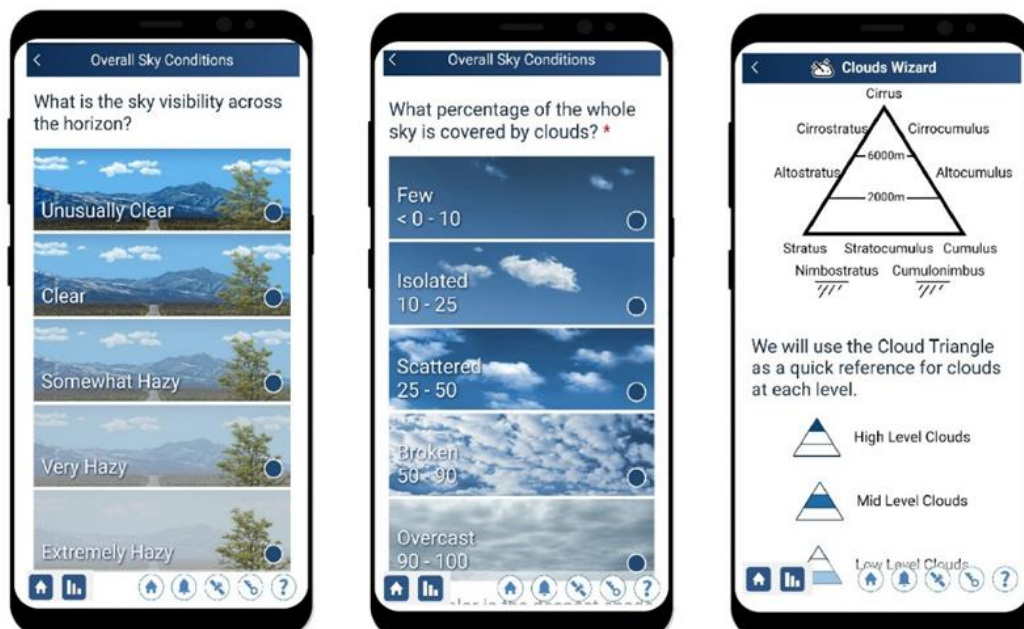 Overall Sky Conditions
What is the sky visibility across
the horizon?
Unusually Clear
Clear
Somewhat Hazy
Very Hazy
Extremely Hazy
Overall Sky Conditions
What percentage of the whole
sky is covered by clouds? *
Few
< 0 - 10
Isolated
10 - 25
Scattered
25 - 50
Broken
50 - 90
Overcast
90 - 100
?
Clouds Wizard
Cirrus
Cirrostratus Cirrocumulus
6000m
Altostratus Altocumulus
2000m
Stratus Stratocumulus Cumulus
Nimbostratus Cumulonimbus
We will use the Cloud Triangle
as a quick reference for clouds
at each level.
High Level Clouds
Mid Level Clouds
Low Level Clouds
?